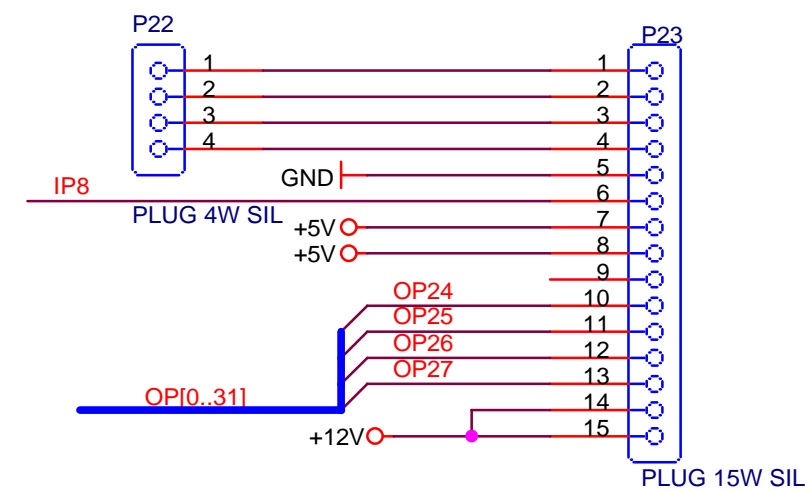 P22
P23
1 1
2 2
3 3
4 4
GND 5
IP8 6
PLUG 4W SIL
+5V 7
+5V 8
9
OP24 10
OP25 11
OP26 12
OP27 13
OP[0..31] 14
+12V 15
PLUG 15W SIL